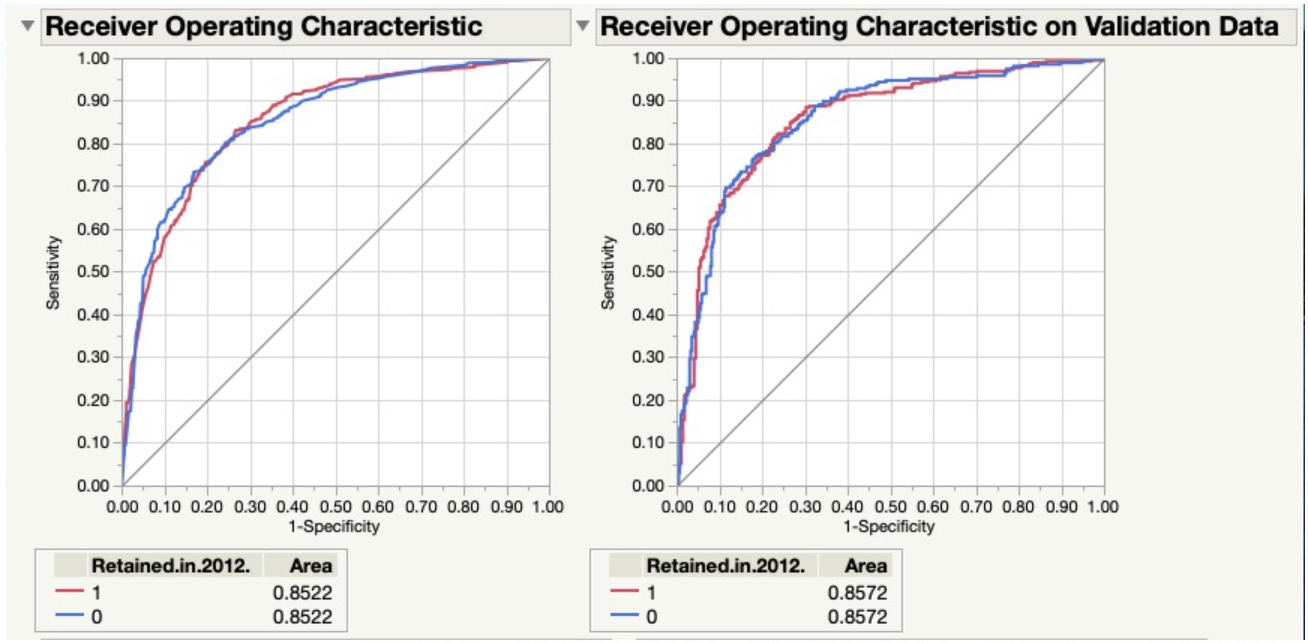 Receiver Operating Characteristic
1.00
0.90
0.80
0.70
0.60
0.50
0.40
0.30
0.20
0.10
0.00
Sensitivity
0.00 0.10 0.20 0.30 0.40 0.50 0.60 0.70 0.80 0.90 1.00
1-Specificity
Retained.in.2012. Area
1 0.8522
0 0.8522
Receiver Operating Characteristic on Validation Data
1.00
0.90
0.80
0.70
0.60
0.50
0.40
0.30
0.20
0.10
0.00
Sensitivity
0.00 0.10 0.20 0.30 0.40 0.50 0.60 0.70 0.80 0.90 1.00
1-Specificity
Retained.in.2012. Area
1 0.8572
0 0.8572